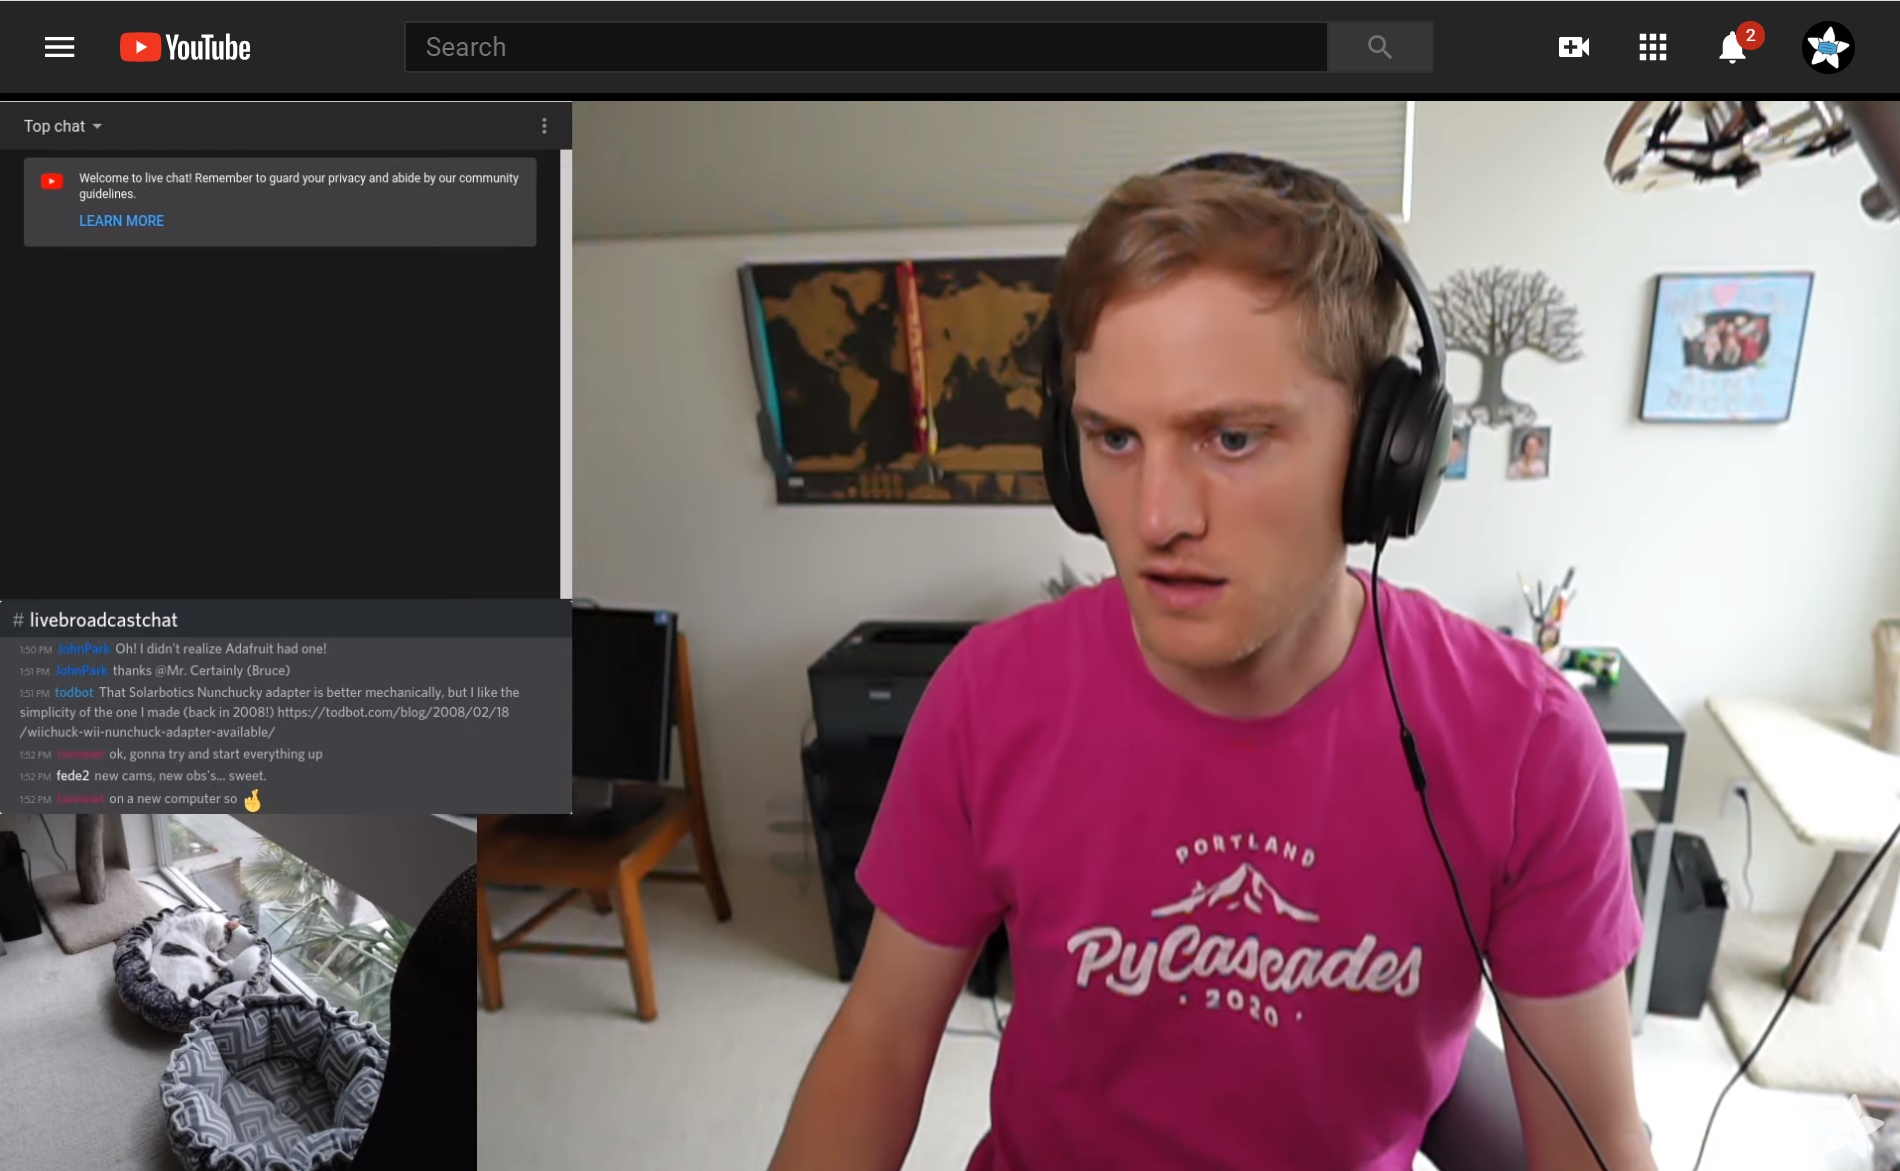 YouTube
Search
2
Top chat
Welcome to live chat! Remember to guard your privacy and abide by our community
guidelines.
LEARN MORE
# livebroadcastchat
1:50 PM JohnPark Oh! I didn't realize Adafruit had one!
1:51 PM JohnPark thanks @Mr. Certainly (Bruce)
1:51 PM todbot That Solarbotics Nunchucky adapter is better mechanically, but I like the
simplicity of the one I made (back in 2008!) https://todbot.com/blog/2008/02/18
/wiichuck-wii-nunchuck-adapter-available/
1:52 PM ok, gonna try and start everything up
1:52 PM fede2 new cams, new obs's... sweet.
1:52 PM on a new computer so 🤞
PORTLAND
PyCascades
· 2020 ·